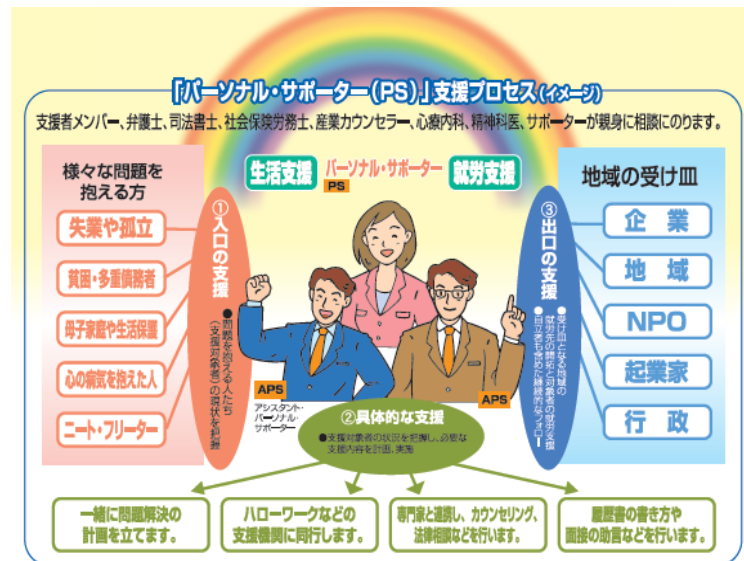 「パーソナル・サポーター（PS）」支援プロセス（イメージ）
支援者メンバー、弁護士、司法書士、社会保険労務士、産業カウンセラー、心療内科、精神科医、サポーターが親身に相談にのります。
様々な問題を
抱える方
失業や孤立
貧困・多重債務者
母子家庭や生活保護
心の病気を抱えた人
ニート・フリーター
①入口の支援
●問題を抱える人たち
（支援対象者）の現状を把握
生活支援
パーソナル・サポーター
PS
就労支援
APS
アシスタント・
パーソナル・
サポーター
APS
②具体的な支援
●支援対象者の状況を把握し、必要な
支援内容を計画、実施
③出口の支援
●受け皿となる地域の
就労先の開拓と対象者の就労支援
●自立者も含めた継続的なフォロー
地域の受け皿
企業
地域
NPO
起業家
行政
一緒に問題解決の
計画を立てます。
ハローワークなどの
支援機関に同行します。
専門家と連携し、カウンセリング、
法律相談などを行います。
履歴書の書き方や
面接の助言などを行います。